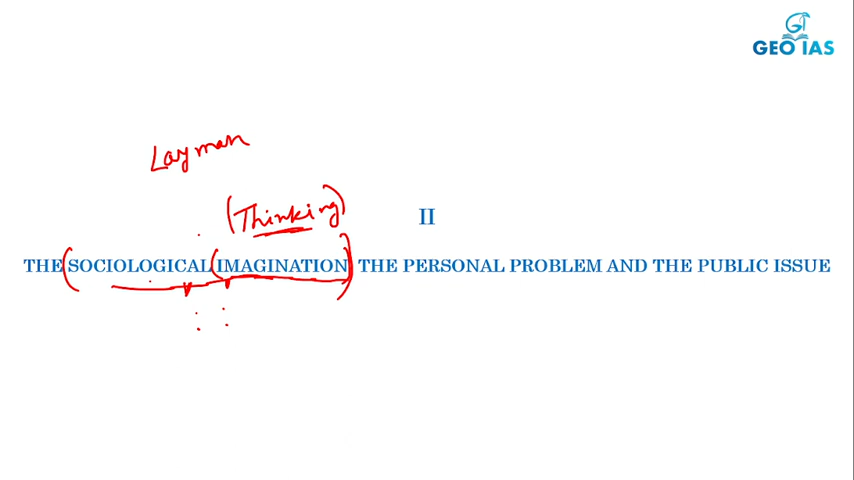 GEO IAS
Layman
(Thinking)
II
THE (SOCIOLOGICAL (IMAGINATION) THE PERSONAL PROBLEM AND THE PUBLIC ISSUE